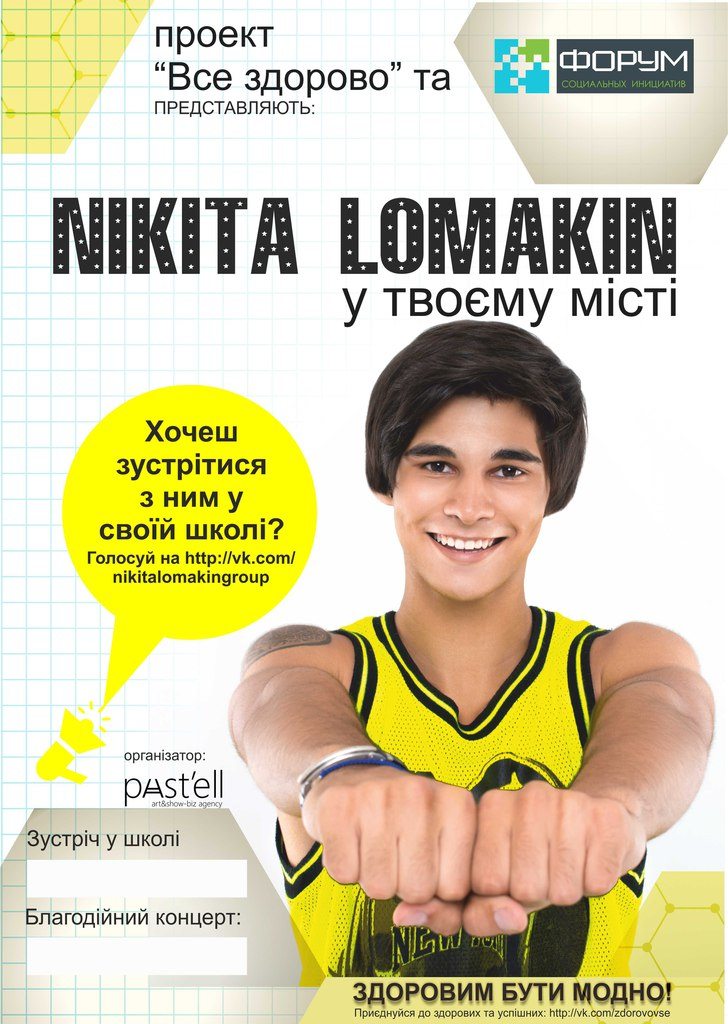 проект
“Все здорово” та
ПРЕДСТАВЛЯЮТЬ:
ФОРУМ
СОЦИАЛЬНЫХ ИНИЦИАТИВ
NIKITA LOMAKIN
у твоєму місті
Хочеш
зустрітися
з ним у
своїй школі?
Голосуй на http://vk.com/
nikitalomakingroup
організатор:
pAst'ell
art&show-biz agency
Зустріч у школі
Благодійний концерт:
NEW
ЗДОРОВИМ БУТИ МОДНО!
Приєднуйся до здорових та успішних: http://vk.com/zdorovovse